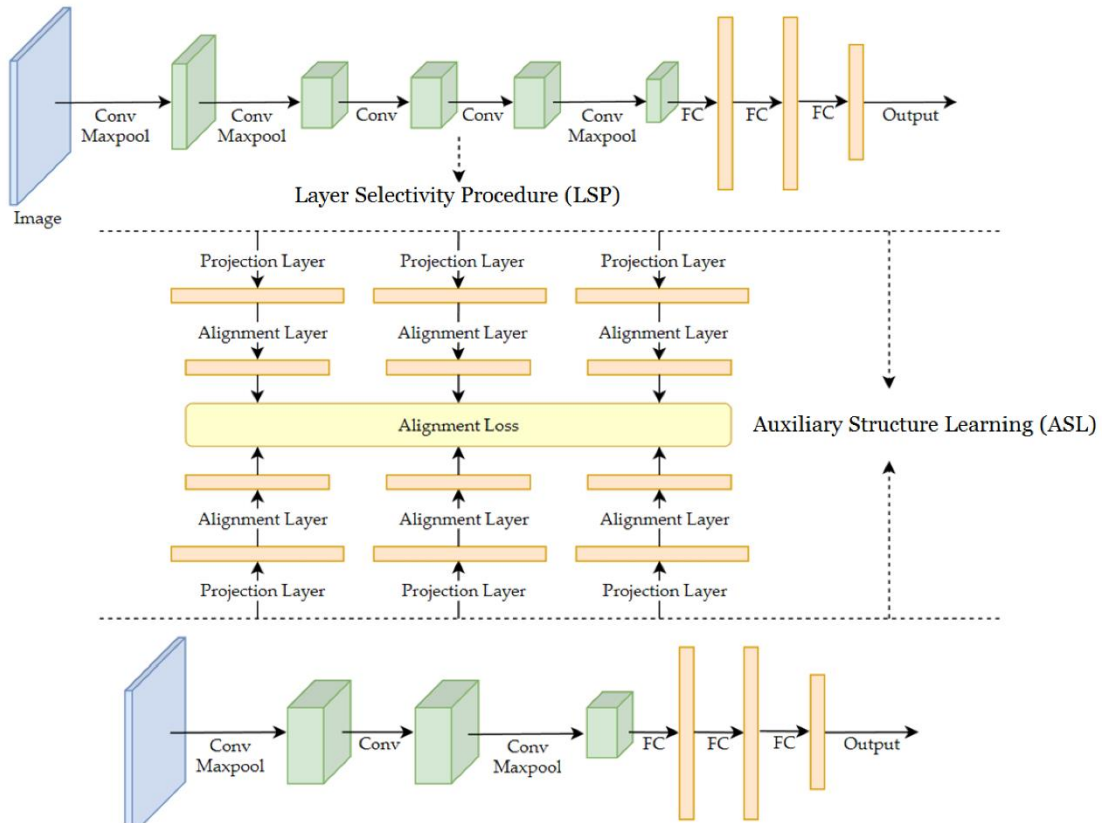 Conv
Maxpool
Conv
Maxpool
Conv
Conv
Conv
Maxpool
FC
FC
FC
Output
Image
Layer Selectivity Procedure (LSP)
Projection Layer
Projection Layer
Projection Layer
Alignment Layer
Alignment Layer
Alignment Layer
Alignment Loss
Auxiliary Structure Learning (ASL)
Alignment Layer
Alignment Layer
Alignment Layer
Projection Layer
Projection Layer
Projection Layer
Conv
Maxpool
Conv
Conv
Maxpool
FC
FC
FC
Output